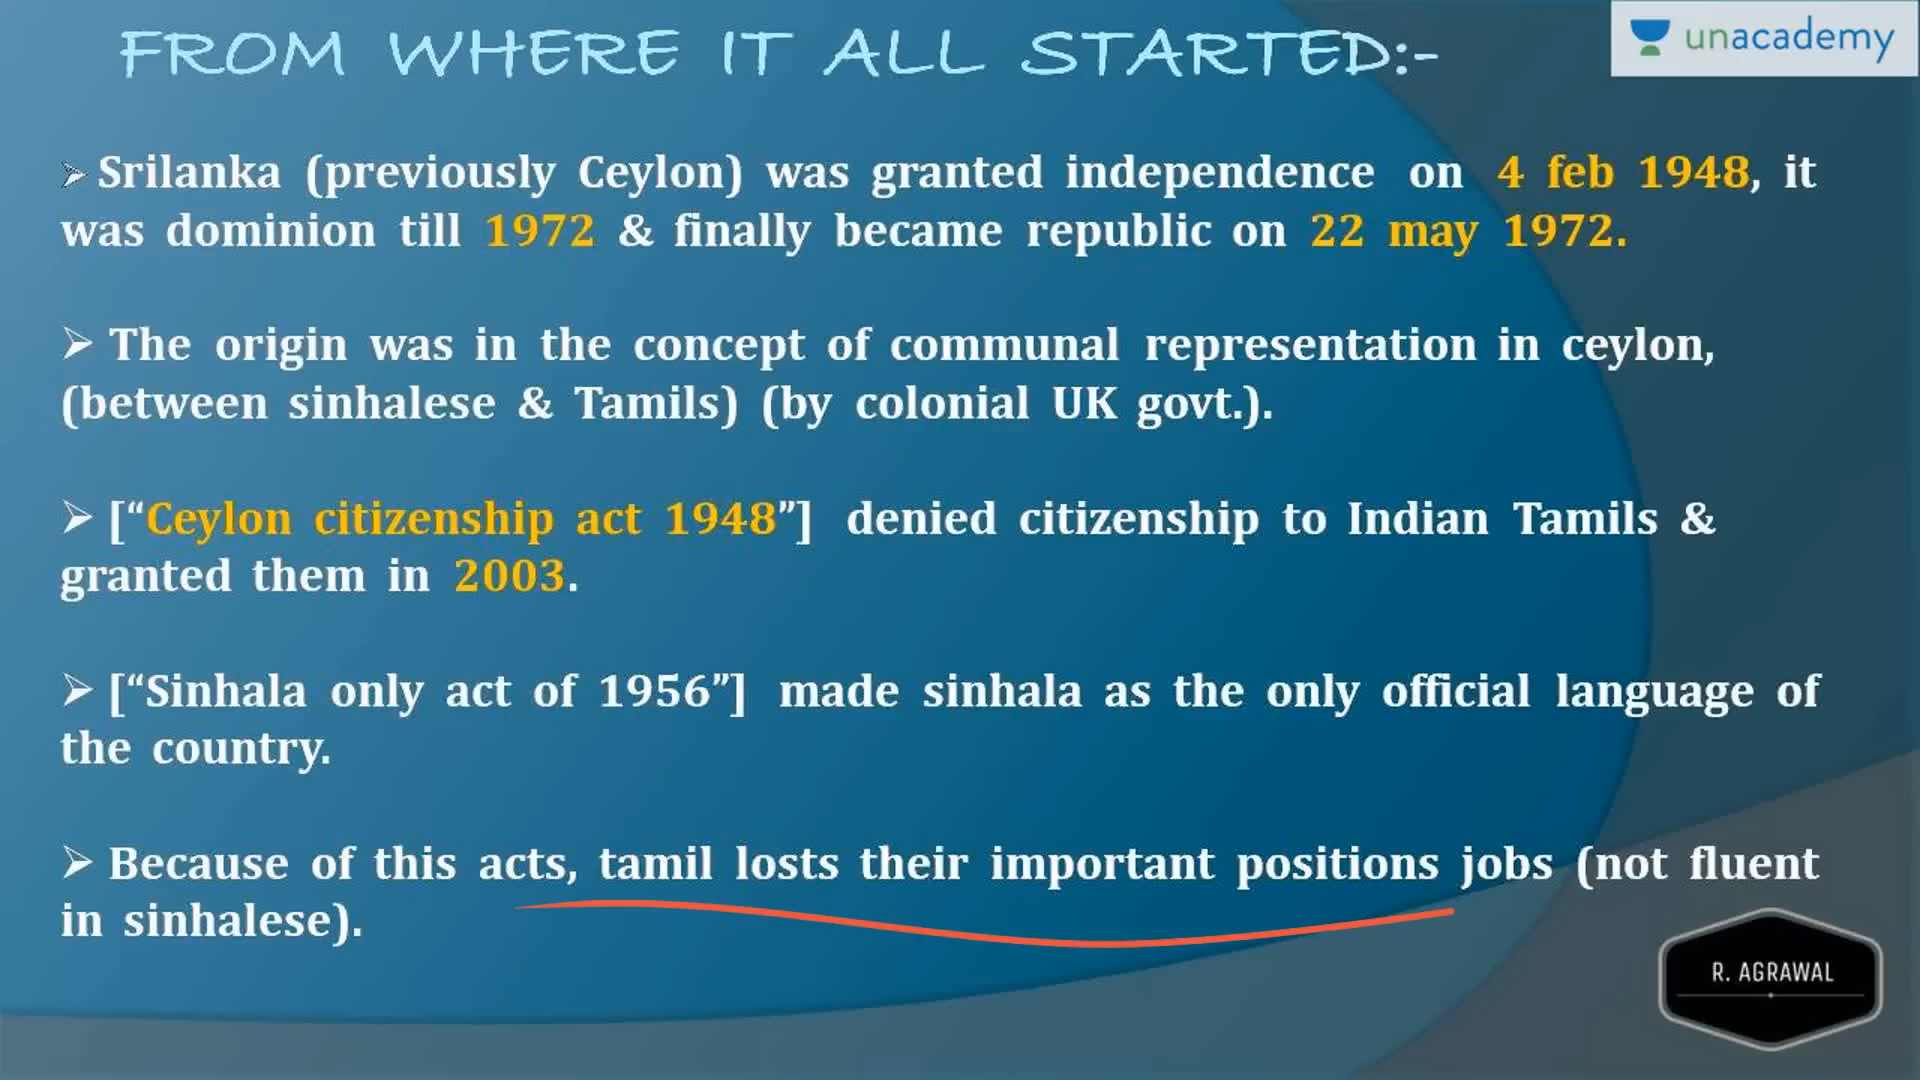 FROM WHERE IT ALL STARTED:-
unacademy
➢ Srilanka (previously Ceylon) was granted independence on 4 feb 1948, it
was dominion till 1972 & finally became republic on 22 may 1972.
➢ The origin was in the concept of communal representation in ceylon,
(between sinhalese & Tamils) (by colonial UK govt.).
➢ [“Ceylon citizenship act 1948”] denied citizenship to Indian Tamils &
granted them in 2003.
➢ [“Sinhala only act of 1956”] made sinhala as the only official language of
the country.
➢ Because of this acts, tamil losts their important positions jobs (not fluent
in sinhalese).
R. AGRAWAL